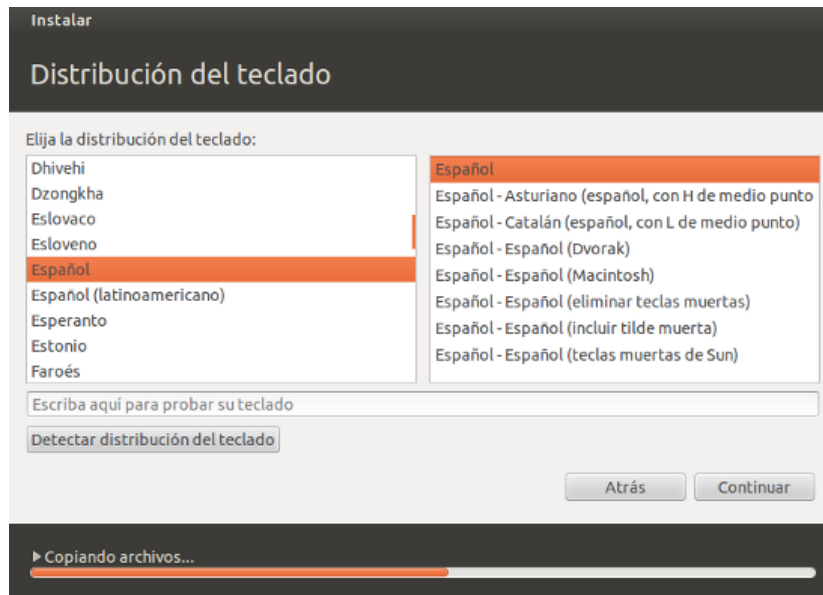 Instalar
Distribución del teclado
Elija la distribución del teclado:
Dhivehi
Dzongkha
Eslovaco
Esloveno
Español
Español (latinoamericano)
Esperanto
Estonio
Faroés
Español
Español - Asturiano (español, con H de medio punto
Español - Catalán (español, con L de medio punto)
Español - Español (Dvorak)
Español - Español (Macintosh)
Español - Español (eliminar teclas muertas)
Español - Español (incluir tilde muerta)
Español - Español (teclas muertas de Sun)
Escriba aquí para probar su teclado
Detectar distribución del teclado
Atrás
Continuar
Copiando archivos...